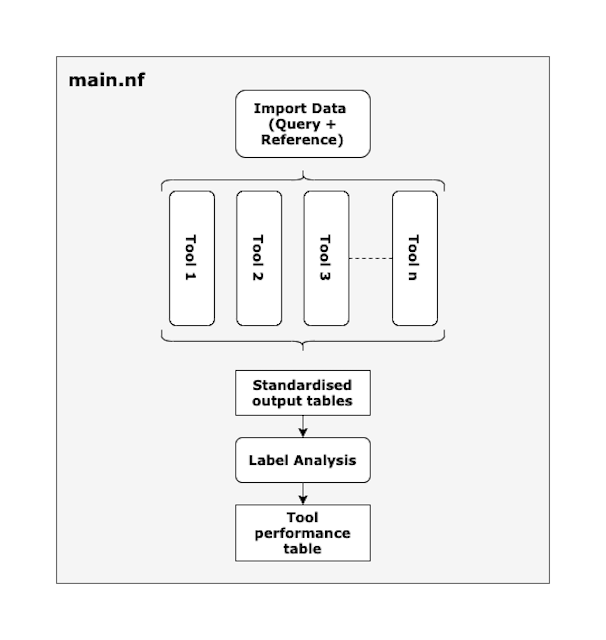 main.nf
Import Data
(Query +
Reference)
Tool 1
Tool 2
Tool 3
Tool n
Standardised
output tables
Label Analysis
Tool
performance
table